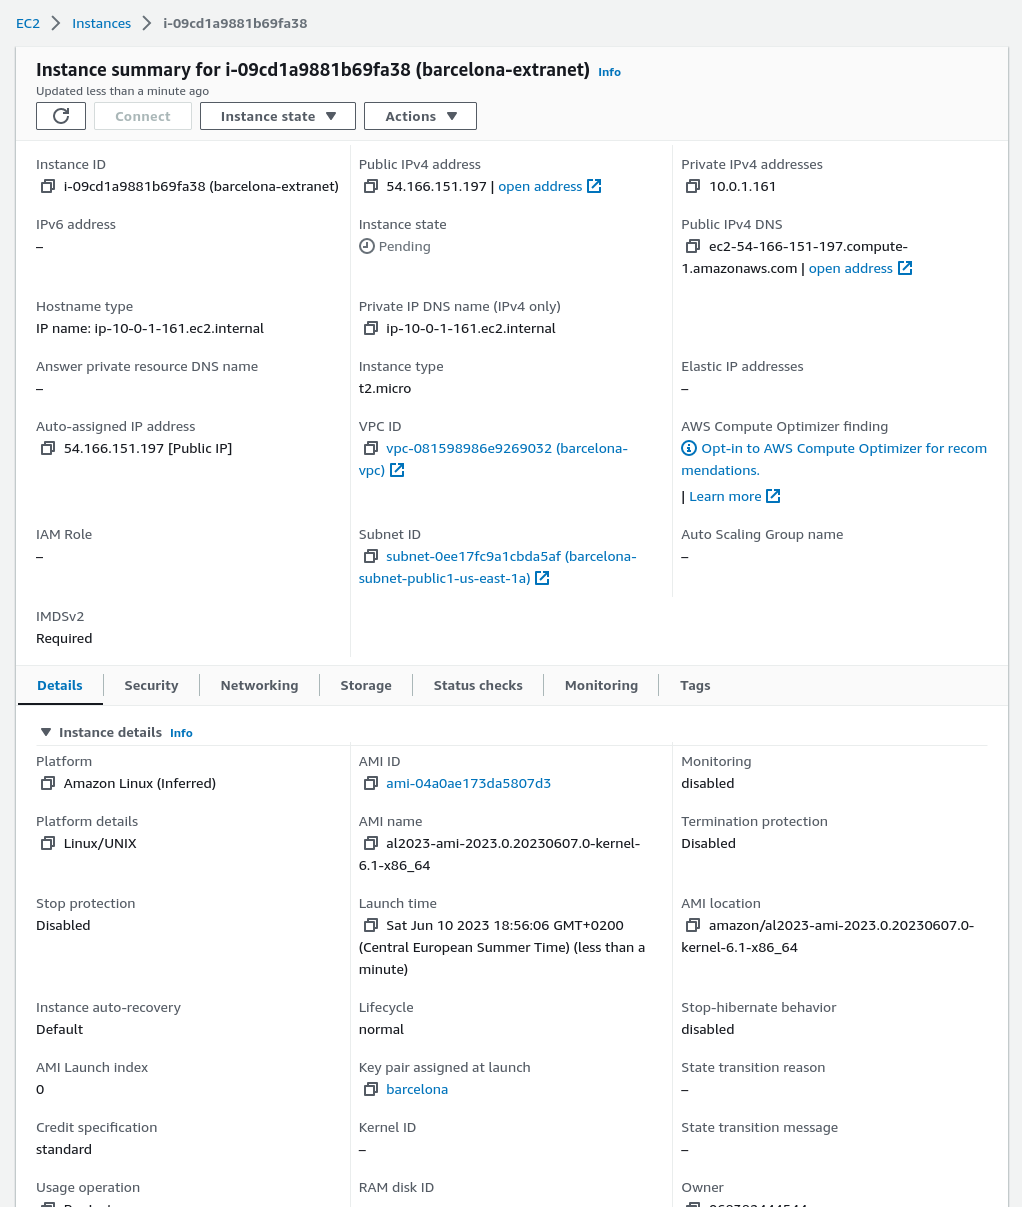 EC2 > Instances > i-09cd1a9881b69fa38
Instance summary for i-09cd1a9881b69fa38 (barcelona-extranet) Info
Updated less than a minute ago
Connect Instance state Actions
Instance ID
i-09cd1a9881b69fa38 (barcelona-extranet)
Public IPv4 address
54.166.151.197 | open address
Private IPv4 addresses
10.0.1.161
IPv6 address
–
Instance state
Pending
Public IPv4 DNS
ec2-54-166-151-197.compute-
1.amazonaws.com | open address
Hostname type
IP name: ip-10-0-1-161.ec2.internal
Private IP DNS name (IPv4 only)
ip-10-0-1-161.ec2.internal
Answer private resource DNS name
–
Instance type
t2.micro
Elastic IP addresses
–
Auto-assigned IP address
54.166.151.197 [Public IP]
VPC ID
vpc-081598986e9269032 (barcelona-
vpc)
AWS Compute Optimizer finding
Opt-in to AWS Compute Optimizer for recom
mendations.
| Learn more
IAM Role
–
Subnet ID
subnet-0ee17fc9a1cbda5af (barcelona-
subnet-public1-us-east-1a)
Auto Scaling Group name
–
IMDSv2
Required
Details Security Networking Storage Status checks Monitoring Tags
Instance details Info
Platform
Amazon Linux (Inferred)
AMI ID
ami-04a0ae173da5807d3
Monitoring
disabled
Platform details
Linux/UNIX
AMI name
al2023-ami-2023.0.20230607.0-kernel-
6.1-x86_64
Termination protection
Disabled
Stop protection
Disabled
Launch time
Sat Jun 10 2023 18:56:06 GMT+0200
(Central European Summer Time) (less than a
minute)
AMI location
amazon/al2023-ami-2023.0.20230607.0-
kernel-6.1-x86_64
Instance auto-recovery
Default
Lifecycle
normal
Stop-hibernate behavior
disabled
AMI Launch index
0
Key pair assigned at launch
barcelona
State transition reason
–
Credit specification
standard
Kernel ID
–
State transition message
–
Usage operation
RAM disk ID
Owner